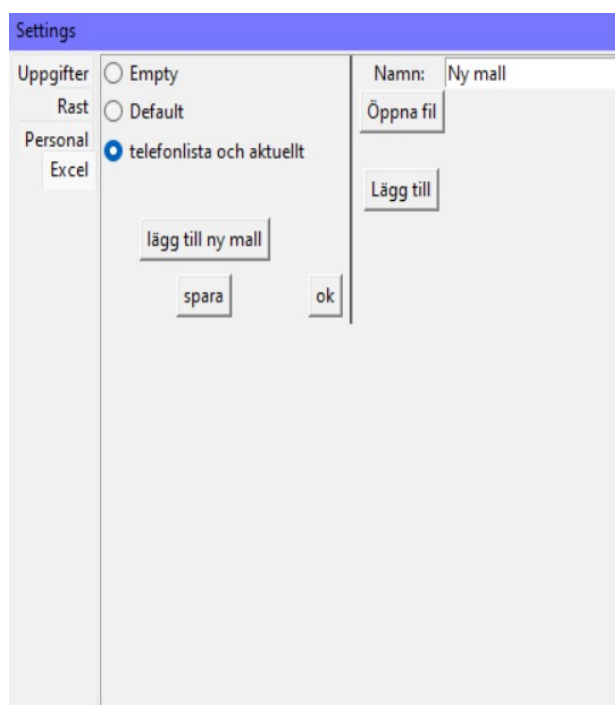 Settings
Uppgifter
Rast
Personal
Excel
Empty
Default
telefonlista och aktuellt
lägg till ny mall
spara
ok
Namn: Ny mall
Öppna fil
Lägg till